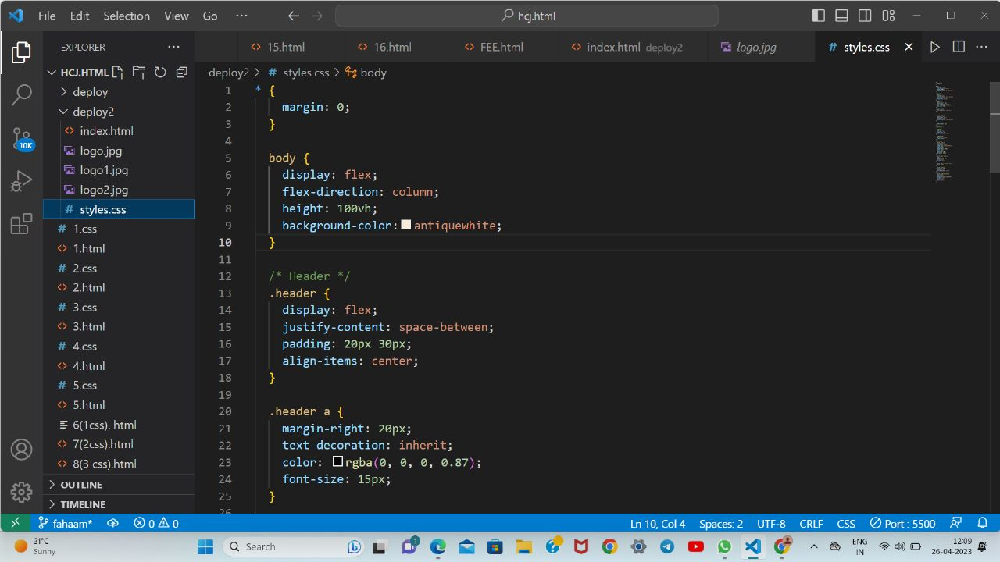 File Edit Selection View Go ··· hcj.html
EXPLORER ···
15.html 16.html FEE.html index.html deploy2 logo.jpg # styles.css
HCJ.HTML
deploy
deploy2
index.html
logo.jpg
logo1.jpg
logo2.jpg
# styles.css
# 1.css
1.html
# 2.css
2.html
# 3.css
3.html
# 4.css
4.html
# 5.css
5.html
6(1css). html
7(2css).html
8(3 css).html
OUTLINE
TIMELINE
10K
deploy2 > # styles.css > body
1 * {
2 margin: 0;
3 }
4
5 body {
6 display: flex;
7 flex-direction: column;
8 height: 100vh;
9 background-color: antiquewhite;
10 }
11
12 /* Header */
13 .header {
14 display: flex;
15 justify-content: space-between;
16 padding: 20px 30px;
17 align-items: center;
18 }
19
20 .header a {
21 margin-right: 20px;
22 text-decoration: inherit;
23 color: rgba(0, 0, 0, 0.87);
24 font-size: 15px;
25 }
26
fahaam* 0 0 Ln 10, Col 4 Spaces: 2 UTF-8 CRLF CSS Port : 5500
31°C
Sunny
Search
1
ENG
IN
12:09
26-04-2023